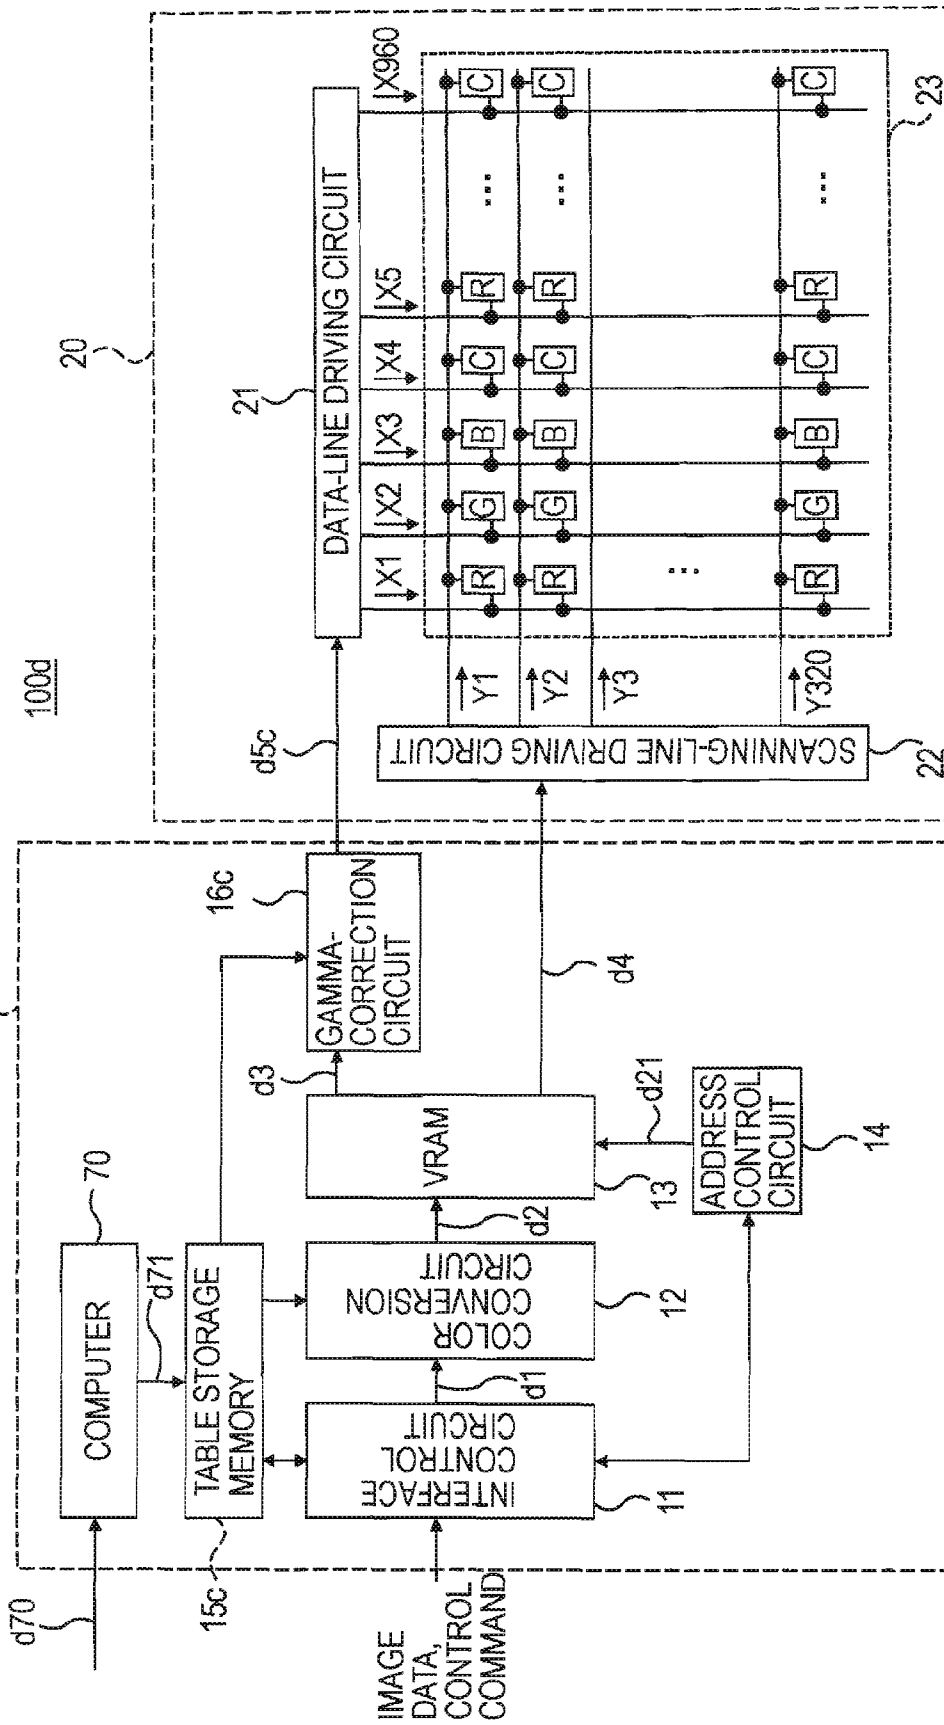 100d
20
d70
70
COMPUTER
d71
15c
TABLE STORAGE
MEMORY
IMAGE
DATA,
CONTROL
COMMAND
INTERFACE
CONTROL
CIRCUIT
11
d1
COLOR
CONVERSION
CIRCUIT
12
d2
VRAM
13
d21
ADDRESS
CONTROL
CIRCUIT
14
d3
GAMMA-
CORRECTION
CIRCUIT
16c
d4
d5c
21
DATA-LINE DRIVING CIRCUIT
X1 X2 X3 X4 X5 X960
SCANNING-LINE DRIVING CIRCUIT
22
Y1
R G B C R ... C
Y2
R G B C R ... C
Y3
...
Y320
R G B C R ... C
23